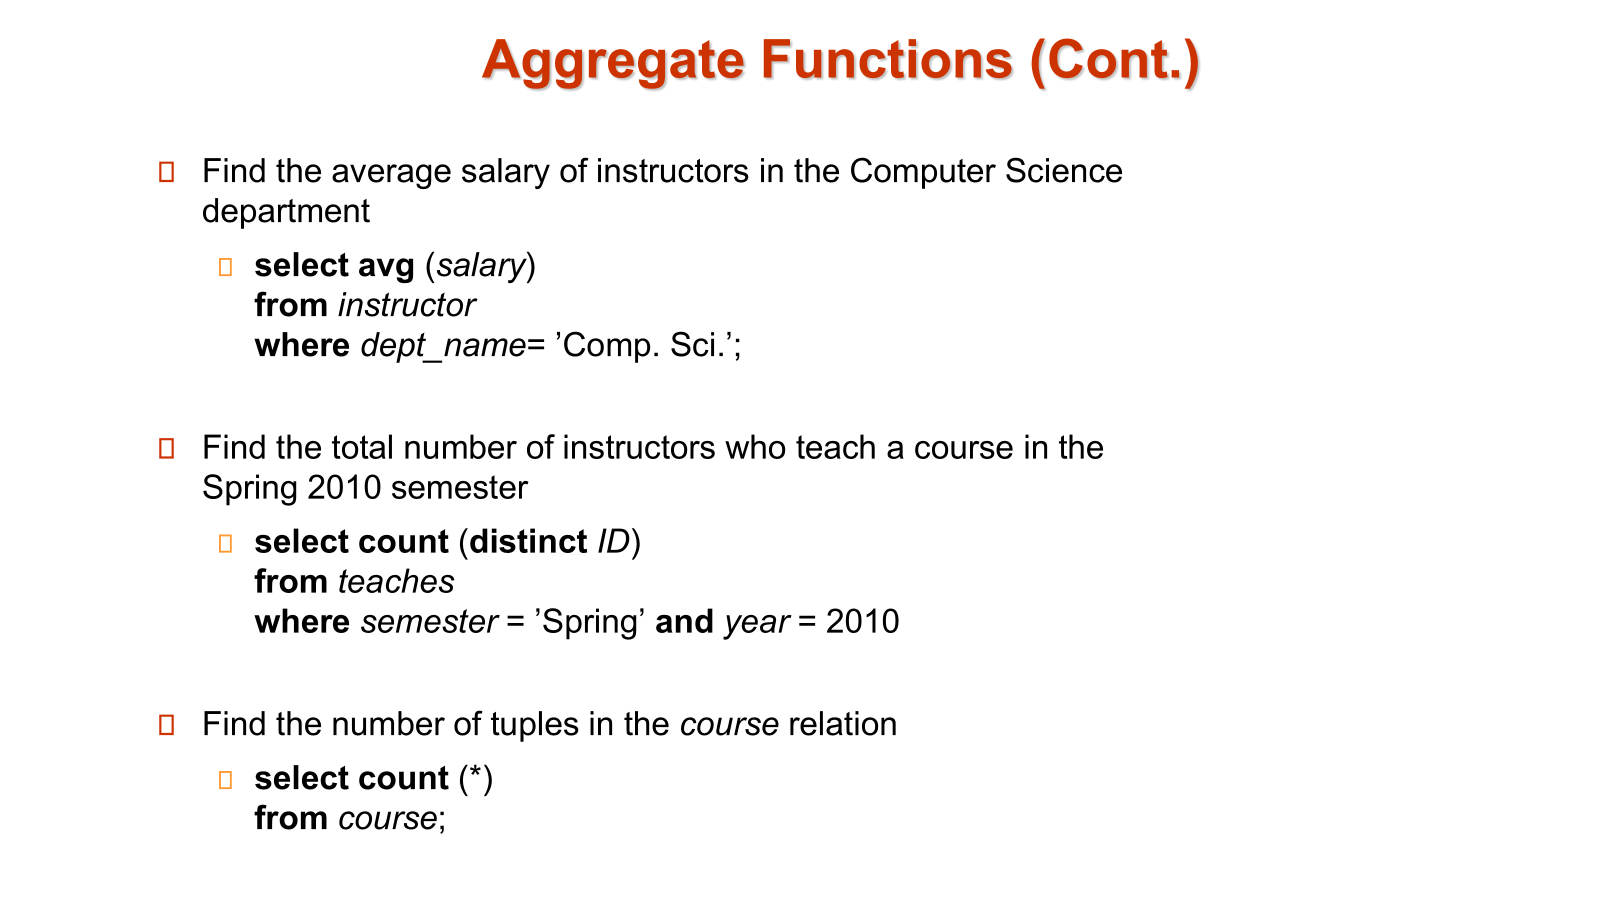 Aggregate Functions (Cont.)
Find the average salary of instructors in the Computer Science
department
select avg (salary)
from instructor
where dept_name= ’Comp. Sci.’;
Find the total number of instructors who teach a course in the
Spring 2010 semester
select count (distinct ID)
from teaches
where semester = ’Spring’ and year = 2010
Find the number of tuples in the course relation
select count (*)
from course;